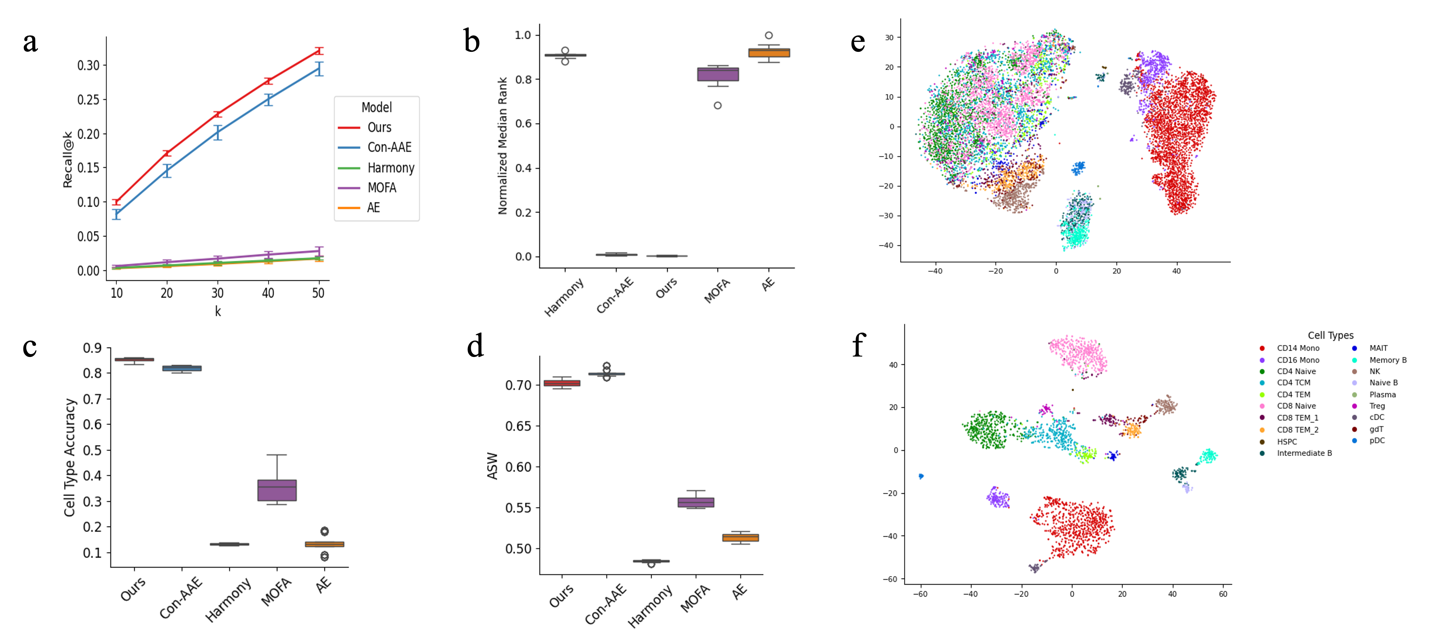 a
0.30
0.25
0.20
0.15
0.10
0.05
0.00
Recall@k
10 20 30 40 50
k
Model
Ours
Con-AAE
Harmony
MOFA
AE
b
1.0
0.8
0.6
0.4
0.2
0.0
Normalized Median Rank
Harmony
Con-AAE
Ours
MOFA
AE
e
30
20
10
0
−10
−20
−30
−40
−40 −20 0 20 40
c
0.9
0.8
0.7
0.6
0.5
0.4
0.3
0.2
0.1
Cell Type Accuracy
Ours
Con-AAE
Harmony
MOFA
AE
d
0.70
0.65
0.60
0.55
0.50
ASW
Ours
Con-AAE
Harmony
MOFA
AE
f
40
20
0
−20
−40
−60
−60 −40 −20 0 20 40 60
Cell Types
CD14 Mono
CD16 Mono
CD4 Naive
CD4 TCM
CD4 TEM
CD8 Naive
CD8 TEM_1
CD8 TEM_2
HSPC
Intermediate B
MAIT
Memory B
NK
Naive B
Plasma
Treg
cDC
gdT
pDC